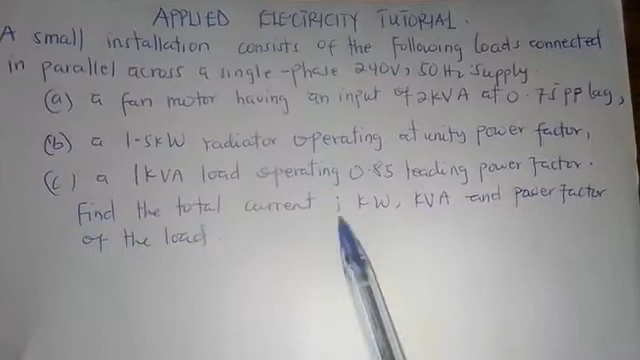 APPLIED ELECTRICITY TUTORIAL.
A small installation consists of the following loads connected
in parallel across a single-phase 240V, 50Hz supply.
(a) a fan motor having an input of 2KVA at 0.75 pp lag,
(b) a 1.5KW radiator operating at unity power factor,
(c) a 1KVA load operating 0.85 leading power factor.
Find the total current; KW, KVA and power factor
of the load.